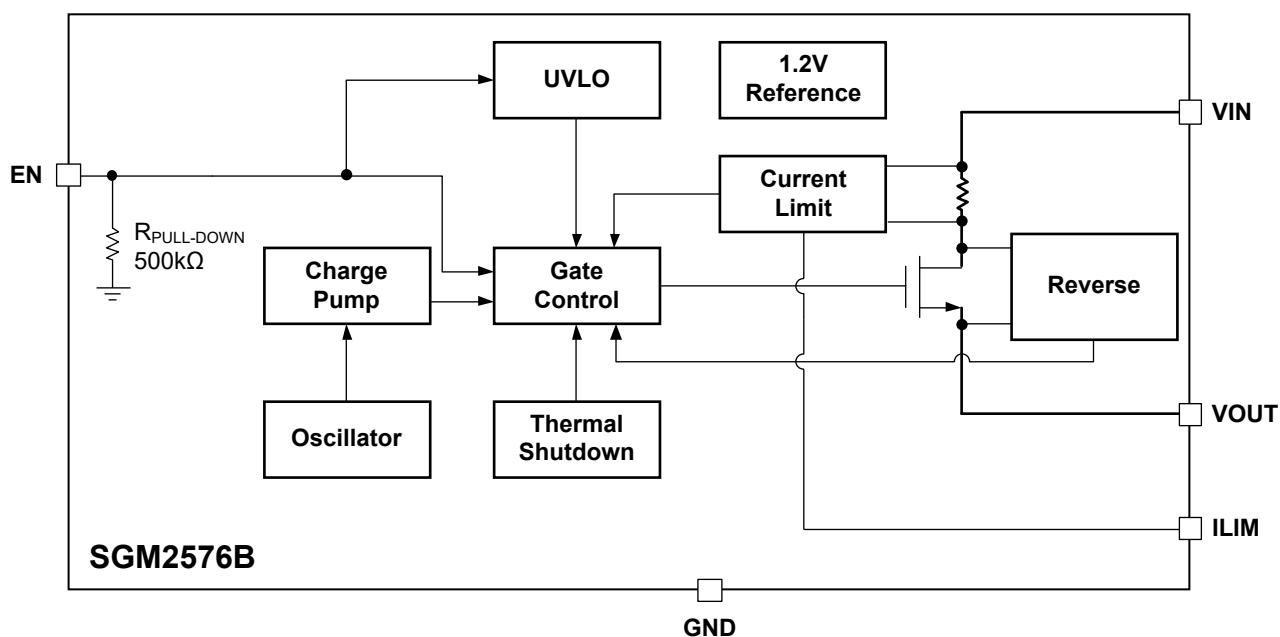 UVLO
1.2V
Reference
VIN
EN
Current
Limit
R_PULL-DOWN
500kΩ
Charge
Pump
Gate
Control
Reverse
VOUT
Oscillator
Thermal
Shutdown
ILIM
SGM2576B
GND